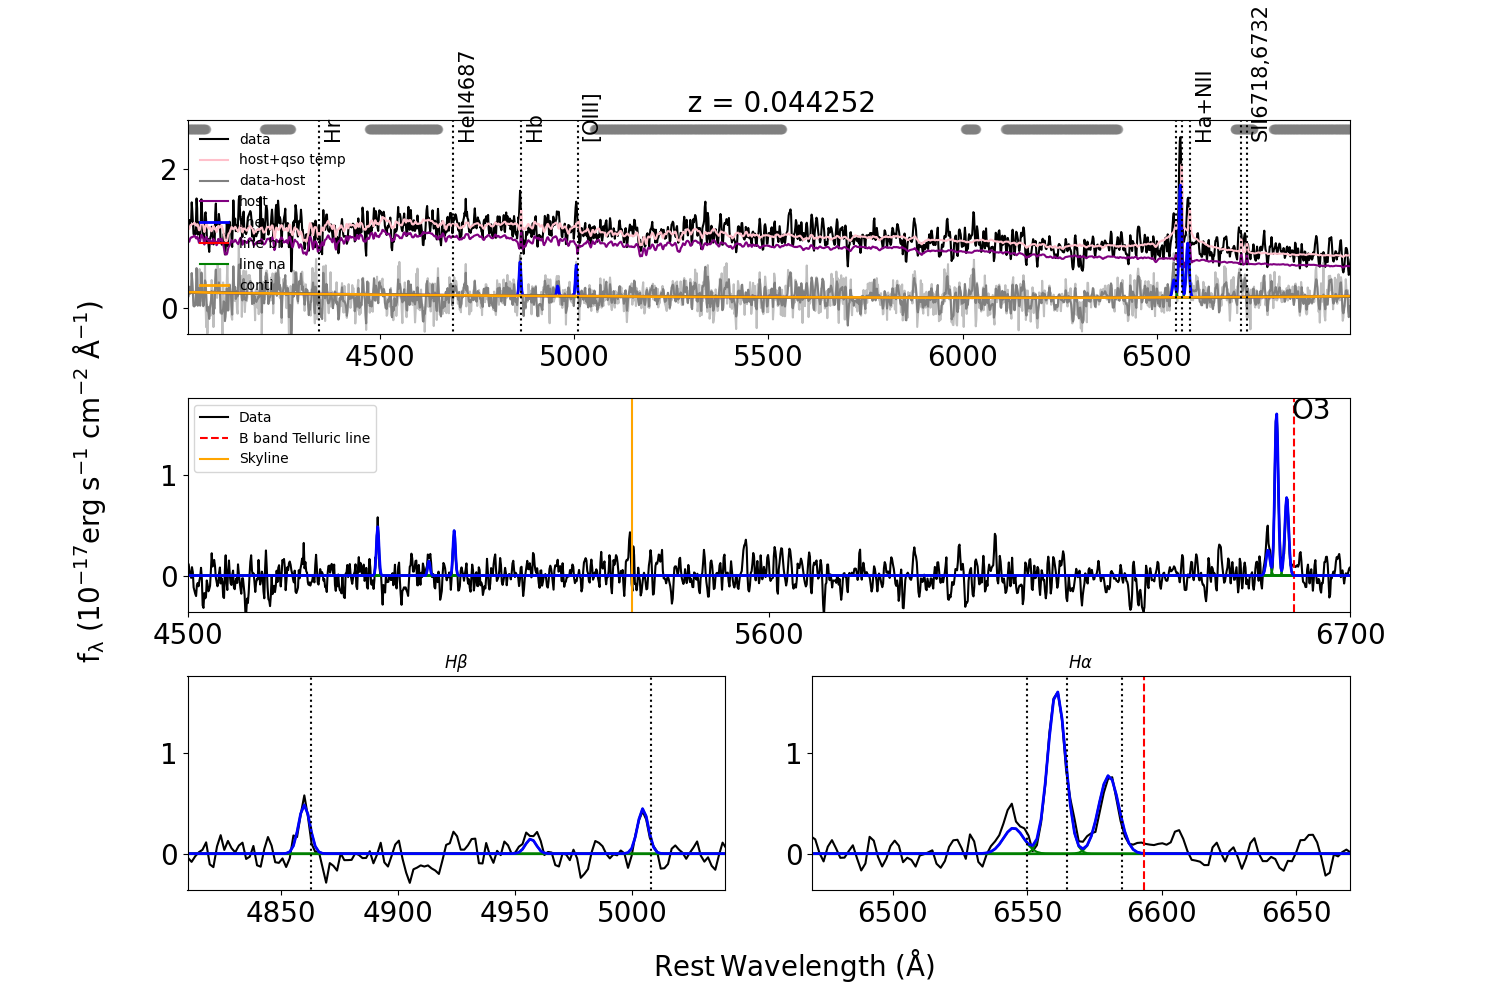 z = 0.044252
Hr
HeII4687
Hb
[OIII]
Ha+NII
SII6718,6732
data
host+qso temp
data-host
host
line na
conti
2
0
4500 5000 5500 6000 6500
f_λ (10⁻¹⁷erg s⁻¹ cm⁻² Å⁻¹)
Data
B band Telluric line
Skyline
O3
1
0
4500 5600 6700
Hβ
1
0
4850 4900 4950 5000
Hα
1
0
6500 6550 6600 6650
Rest Wavelength (Å)